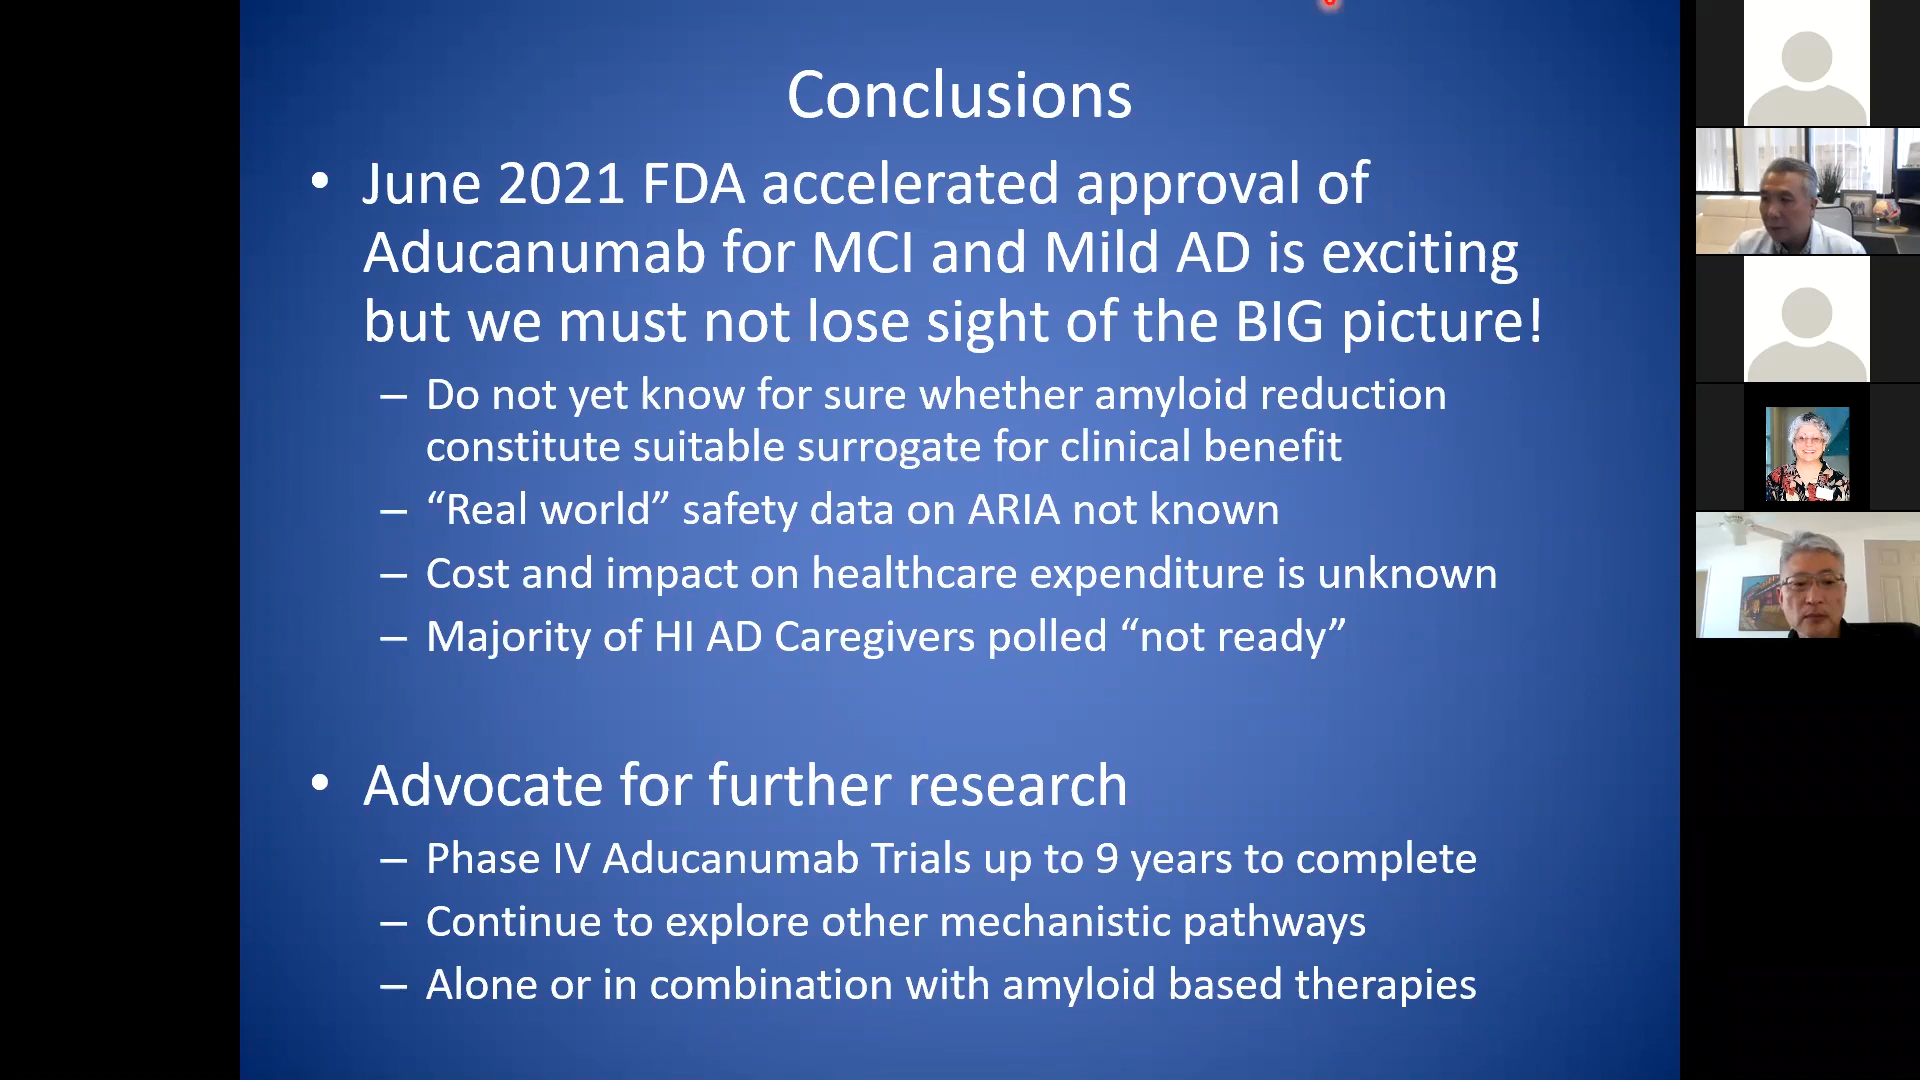 Conclusions
• June 2021 FDA accelerated approval of
Aducanumab for MCI and Mild AD is exciting
but we must not lose sight of the BIG picture!
– Do not yet know for sure whether amyloid reduction
constitute suitable surrogate for clinical benefit
– “Real world” safety data on ARIA not known
– Cost and impact on healthcare expenditure is unknown
– Majority of HI AD Caregivers polled “not ready”
• Advocate for further research
– Phase IV Aducanumab Trials up to 9 years to complete
– Continue to explore other mechanistic pathways
– Alone or in combination with amyloid based therapies